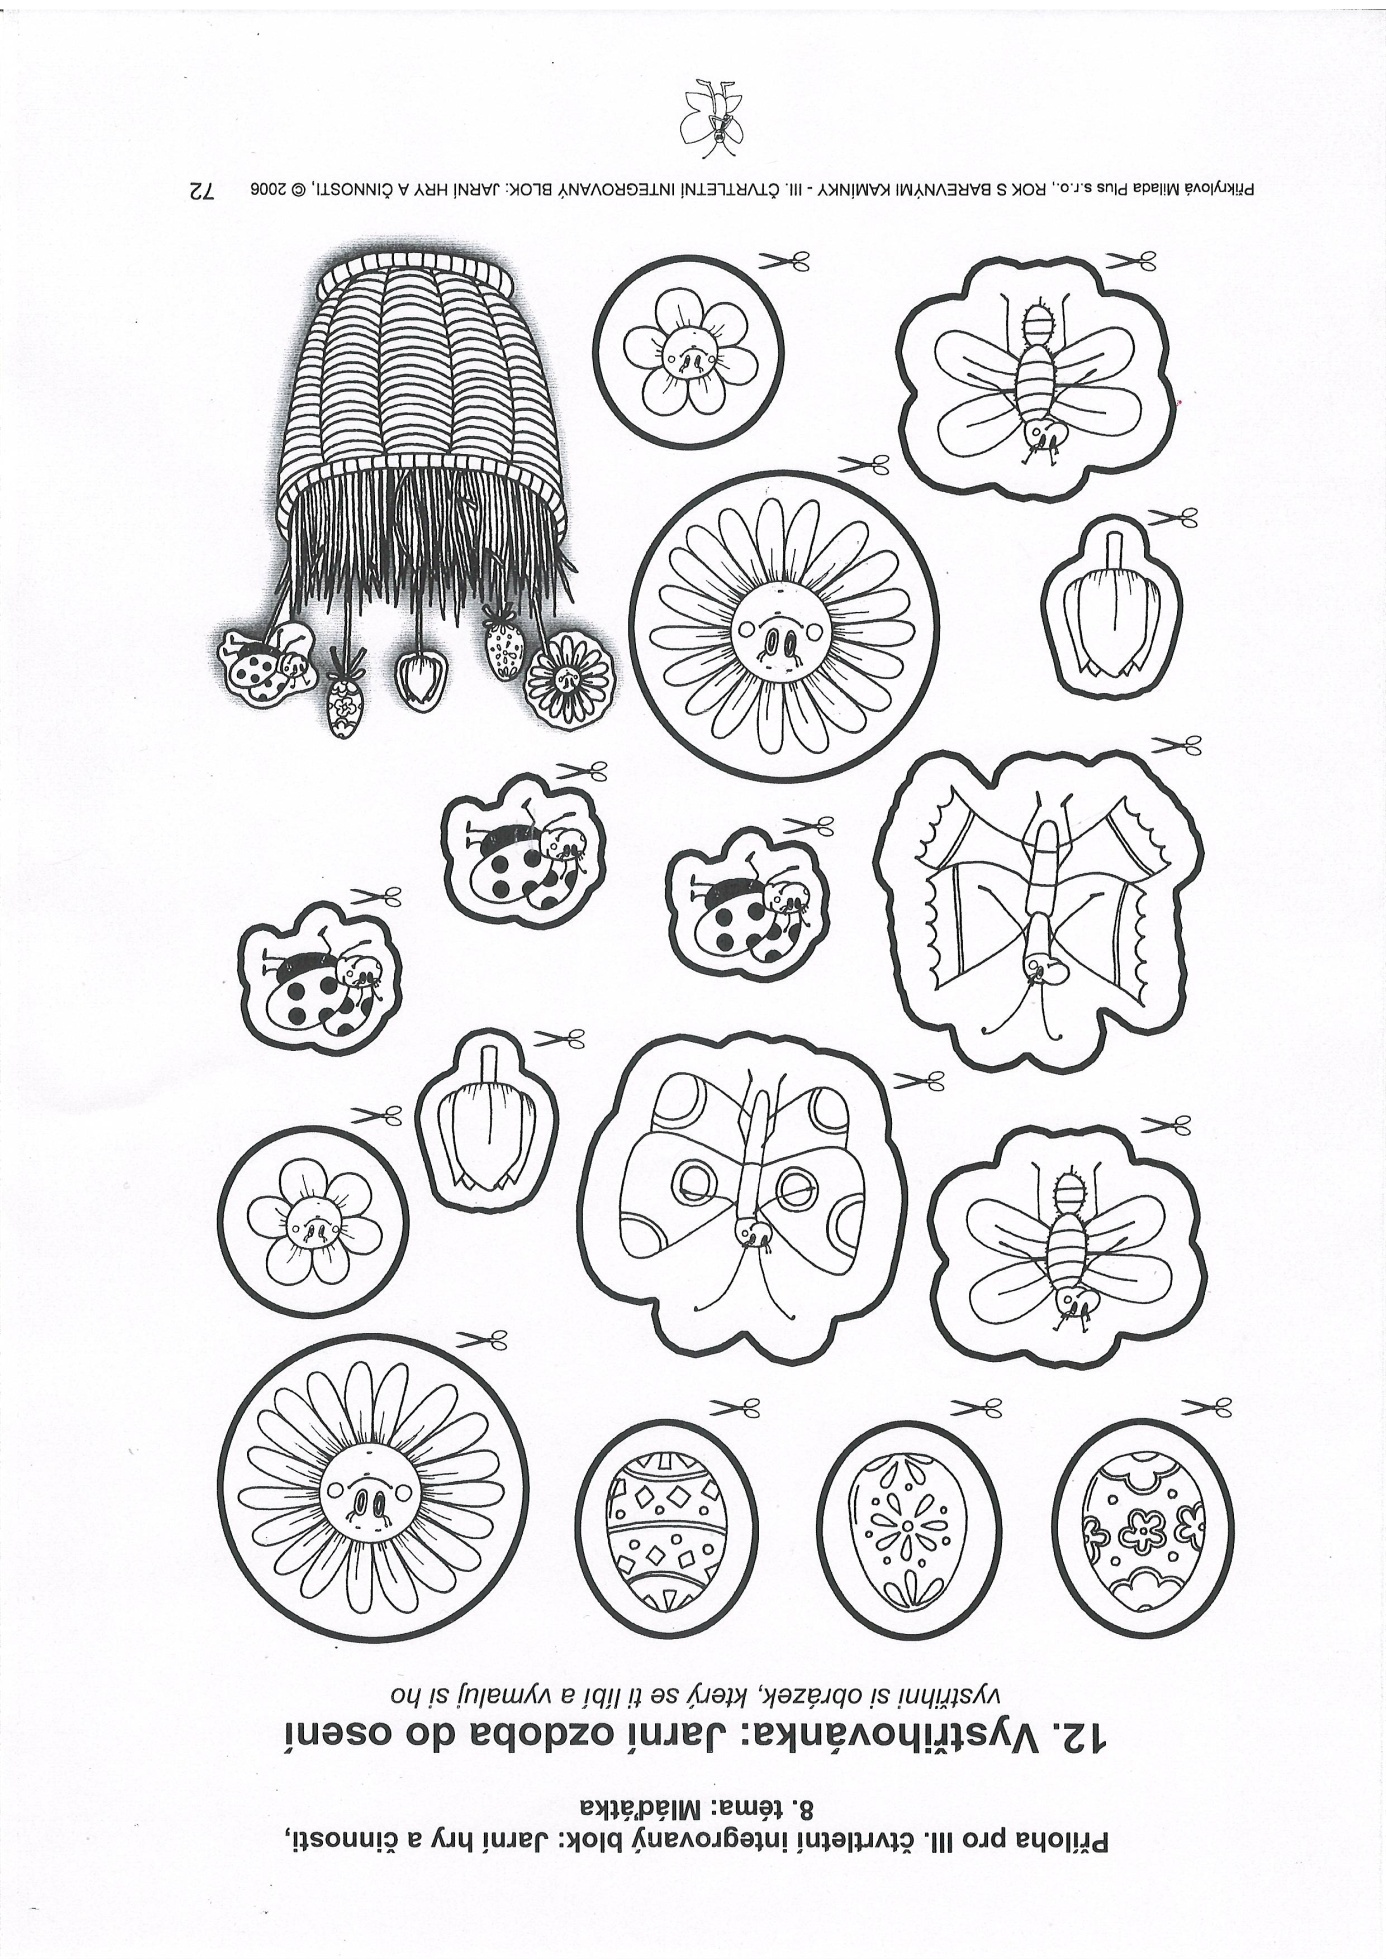 Příloha pro III. čtvrtletní integrovaný blok: Jarní hry a činnosti,
8. téma: Mláďátka
12. Vystřihovánka: Jarní ozdoba do osení
vystřihni si obrázek, který se ti líbí a vymaluj si ho
Přikrylová Milada Plus s.r.o., ROK S BAREVNÝMI KAMÍNKY - III. ČTVRTLETNÍ INTEGROVANÝ BLOK: JARNÍ HRY A ČINNOSTI, © 2006 72